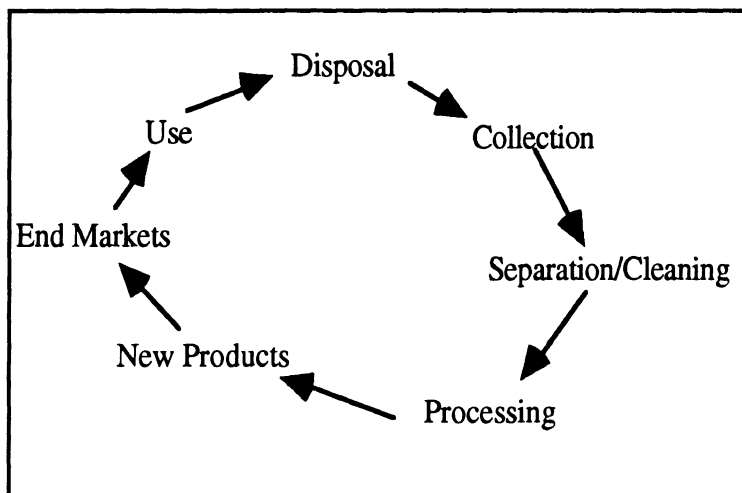 Disposal
Use
Collection
End Markets
Separation/Cleaning
New Products
Processing